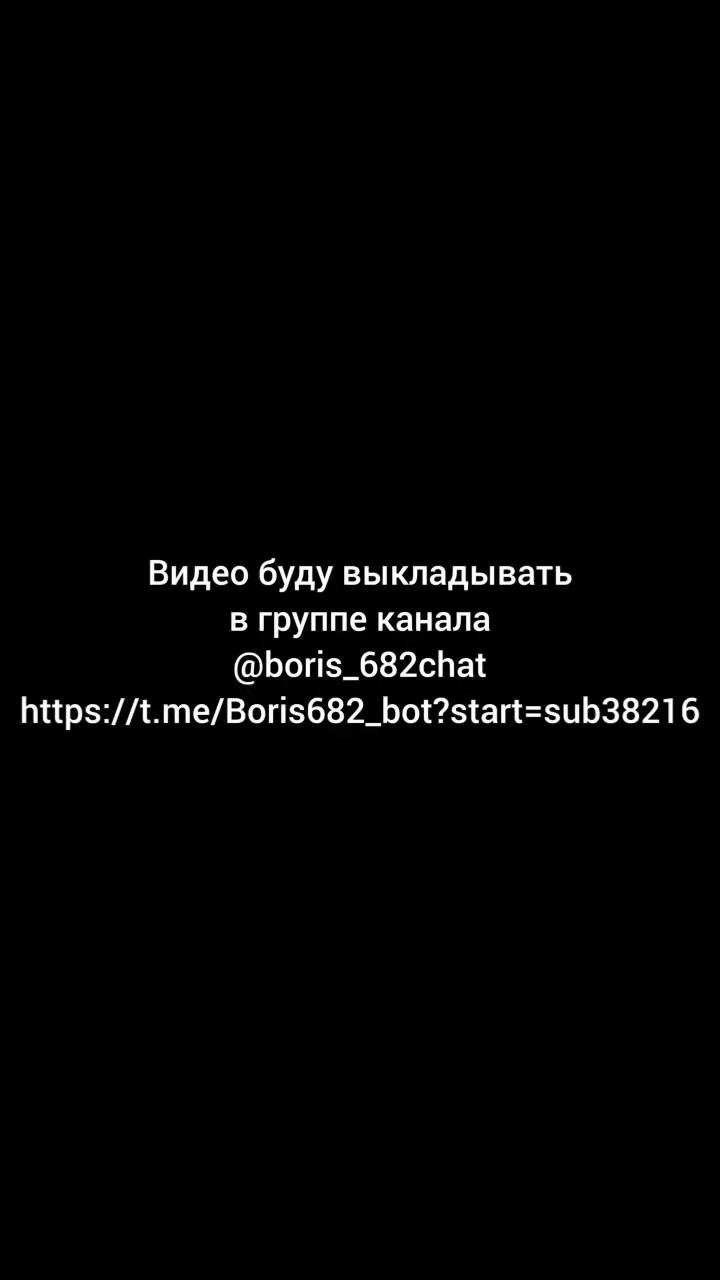 Видео буду выкладывать
в группе канала
@boris_682chat
https://t.me/Boris682_bot?start=sub38216